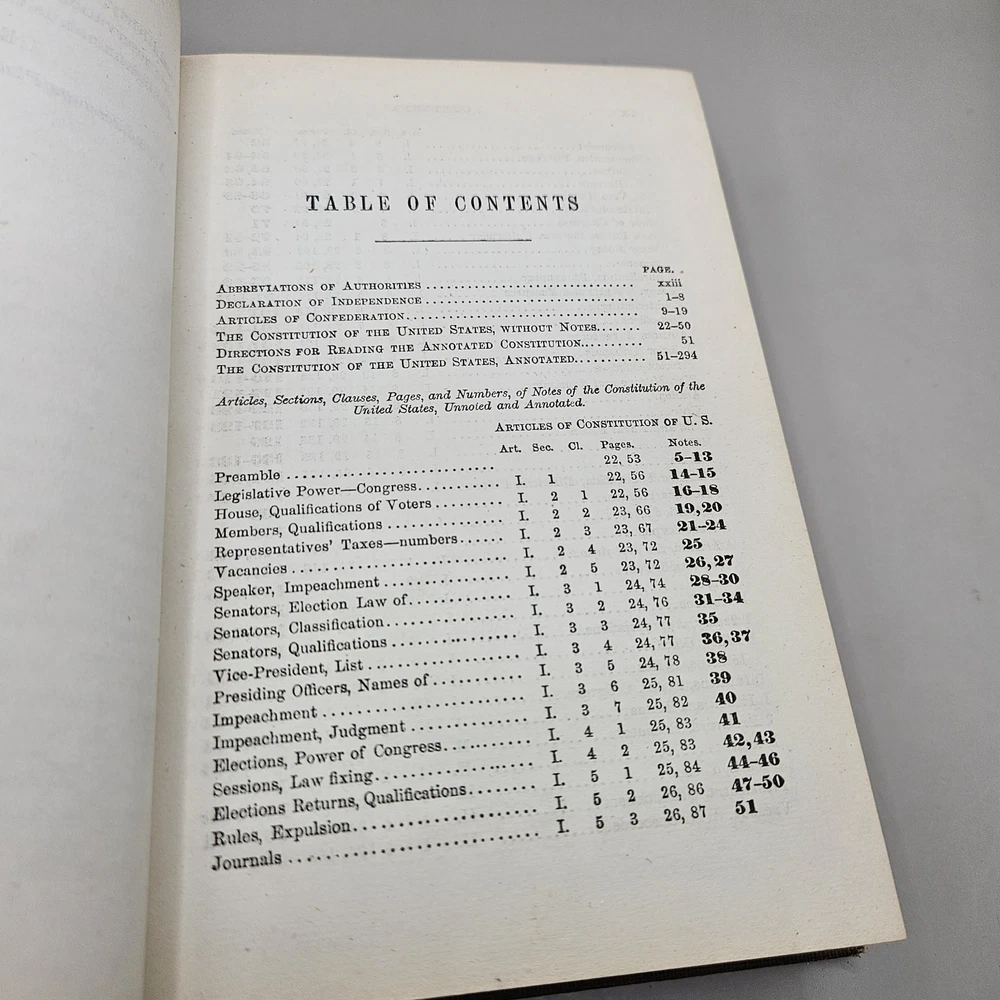 TABLE OF CONTENTS
PAGE.
ABBREVIATIONS OF AUTHORITIES .............................. xxiii
DECLARATION OF INDEPENDENCE .............................. 1–8
ARTICLES OF CONFEDERATION .............................. 9–19
THE CONSTITUTION OF THE UNITED STATES, WITHOUT NOTES....... 22–50
DIRECTIONS FOR READING THE ANNOTATED CONSTITUTION.......... 51
THE CONSTITUTION OF THE UNITED STATES, ANNOTATED........... 51–294
Articles, Sections, Clauses, Pages, and Numbers, of Notes of the Constitution of the
United States, Unnoted and Annotated.
ARTICLES OF CONSTITUTION OF U. S.
Art. Sec. Cl. Pages. Notes.
Preamble .............................. 22, 53 5–13
Legislative Power—Congress............ I. 1 22, 56 14–15
House, Qualifications of Voters .......... I. 2 1 22, 56 16–18
Members, Qualifications ................ I. 2 2 23, 66 19,20
Representatives' Taxes—numbers...... I. 2 3 23, 67 21–24
Vacancies .............................. I. 2 4 23, 72 25
Speaker, Impeachment ................ I. 2 5 23, 72 26,27
Senators, Election Law of.............. I. 3 1 24, 74 28–30
Senators, Classification................ I. 3 2 24, 76 31–34
Senators, Qualifications ................ I. 3 3 24, 77 35
Vice-President, List .................... I. 3 4 24, 77 36,37
Presiding Officers, Names of........... I. 3 5 24, 78 38
Impeachment .......................... I. 3 6 25, 81 39
Impeachment, Judgment .............. I. 3 7 25, 82 40
Elections, Power of Congress........... I. 4 1 25, 83 41
Sessions, Law fixing.................... I. 4 2 25, 83 42,43
Elections Returns, Qualifications........ I. 5 1 25, 84 44–46
Rules, Expulsion....................... I. 5 2 26, 86 47–50
Journals .............................. I. 5 3 26, 87 51